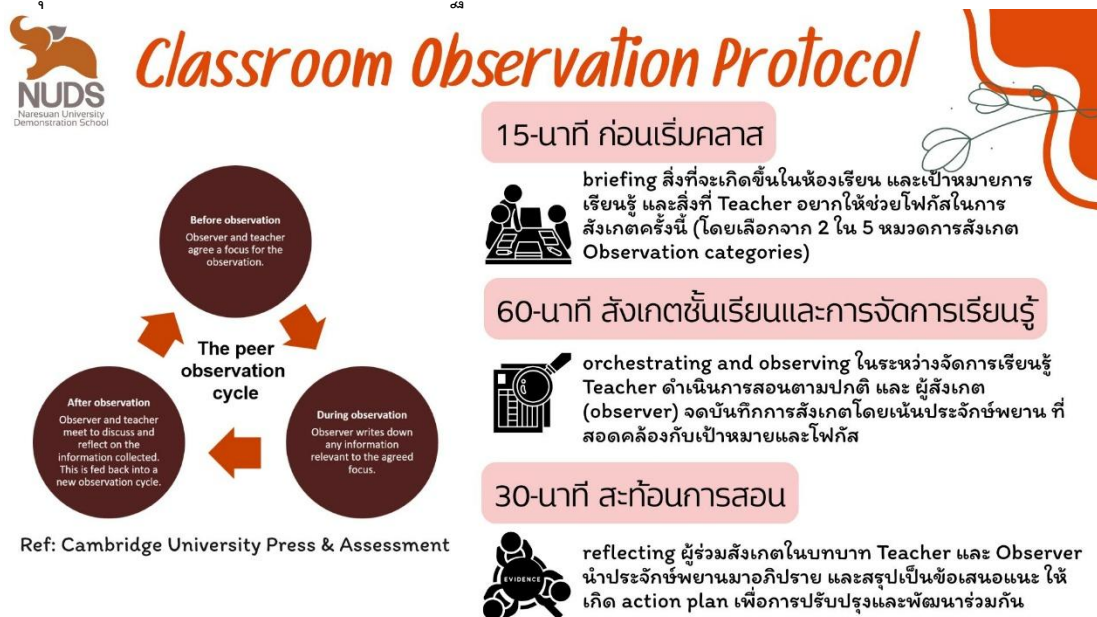 NUDS
Naresuan University
Demonstration School
Classroom Observation Protocol
Before observation
Observer and teacher
agree a focus for the
observation.
The peer
observation
cycle
After observation
Observer and teacher
meet to discuss and
reflect on the
information collected.
This is fed back into a
new observation cycle.
During observation
Observer writes down
any information
relevant to the agreed
focus.
Ref: Cambridge University Press & Assessment
15-นาที ก่อนเริ่มคลาส
briefing สิ่งที่จะเกิดขึ้นในห้องเรียน และเป้าหมายการ
เรียนรู้ และสิ่งที่ Teacher อยากให้ช่วยโฟกัสในการ
สังเกตครั้งนี้ (โดยเลือกจาก 2 ใน 5 หมวดการสังเกต
Observation categories)
60-นาที สังเกตชั้นเรียนและการจัดการเรียนรู้
orchestrating and observing ในระหว่างจัดการเรียนรู้
Teacher ดำเนินการสอนตามปกติ และ ผู้สังเกต
(observer) จดบันทึกการสังเกตโดยเน้นประจักษ์พยาน ที่
สอดคล้องกับเป้าหมายและโฟกัส
30-นาที สะท้อนการสอน
EVIDENCE
reflecting ผู้ร่วมสังเกตในบทบาท Teacher และ Observer
นำประจักษ์พยานมาอภิปราย และสรุปเป็นข้อเสนอแนะ ให้
เกิด action plan เพื่อการปรับปรุงและพัฒนาร่วมกัน